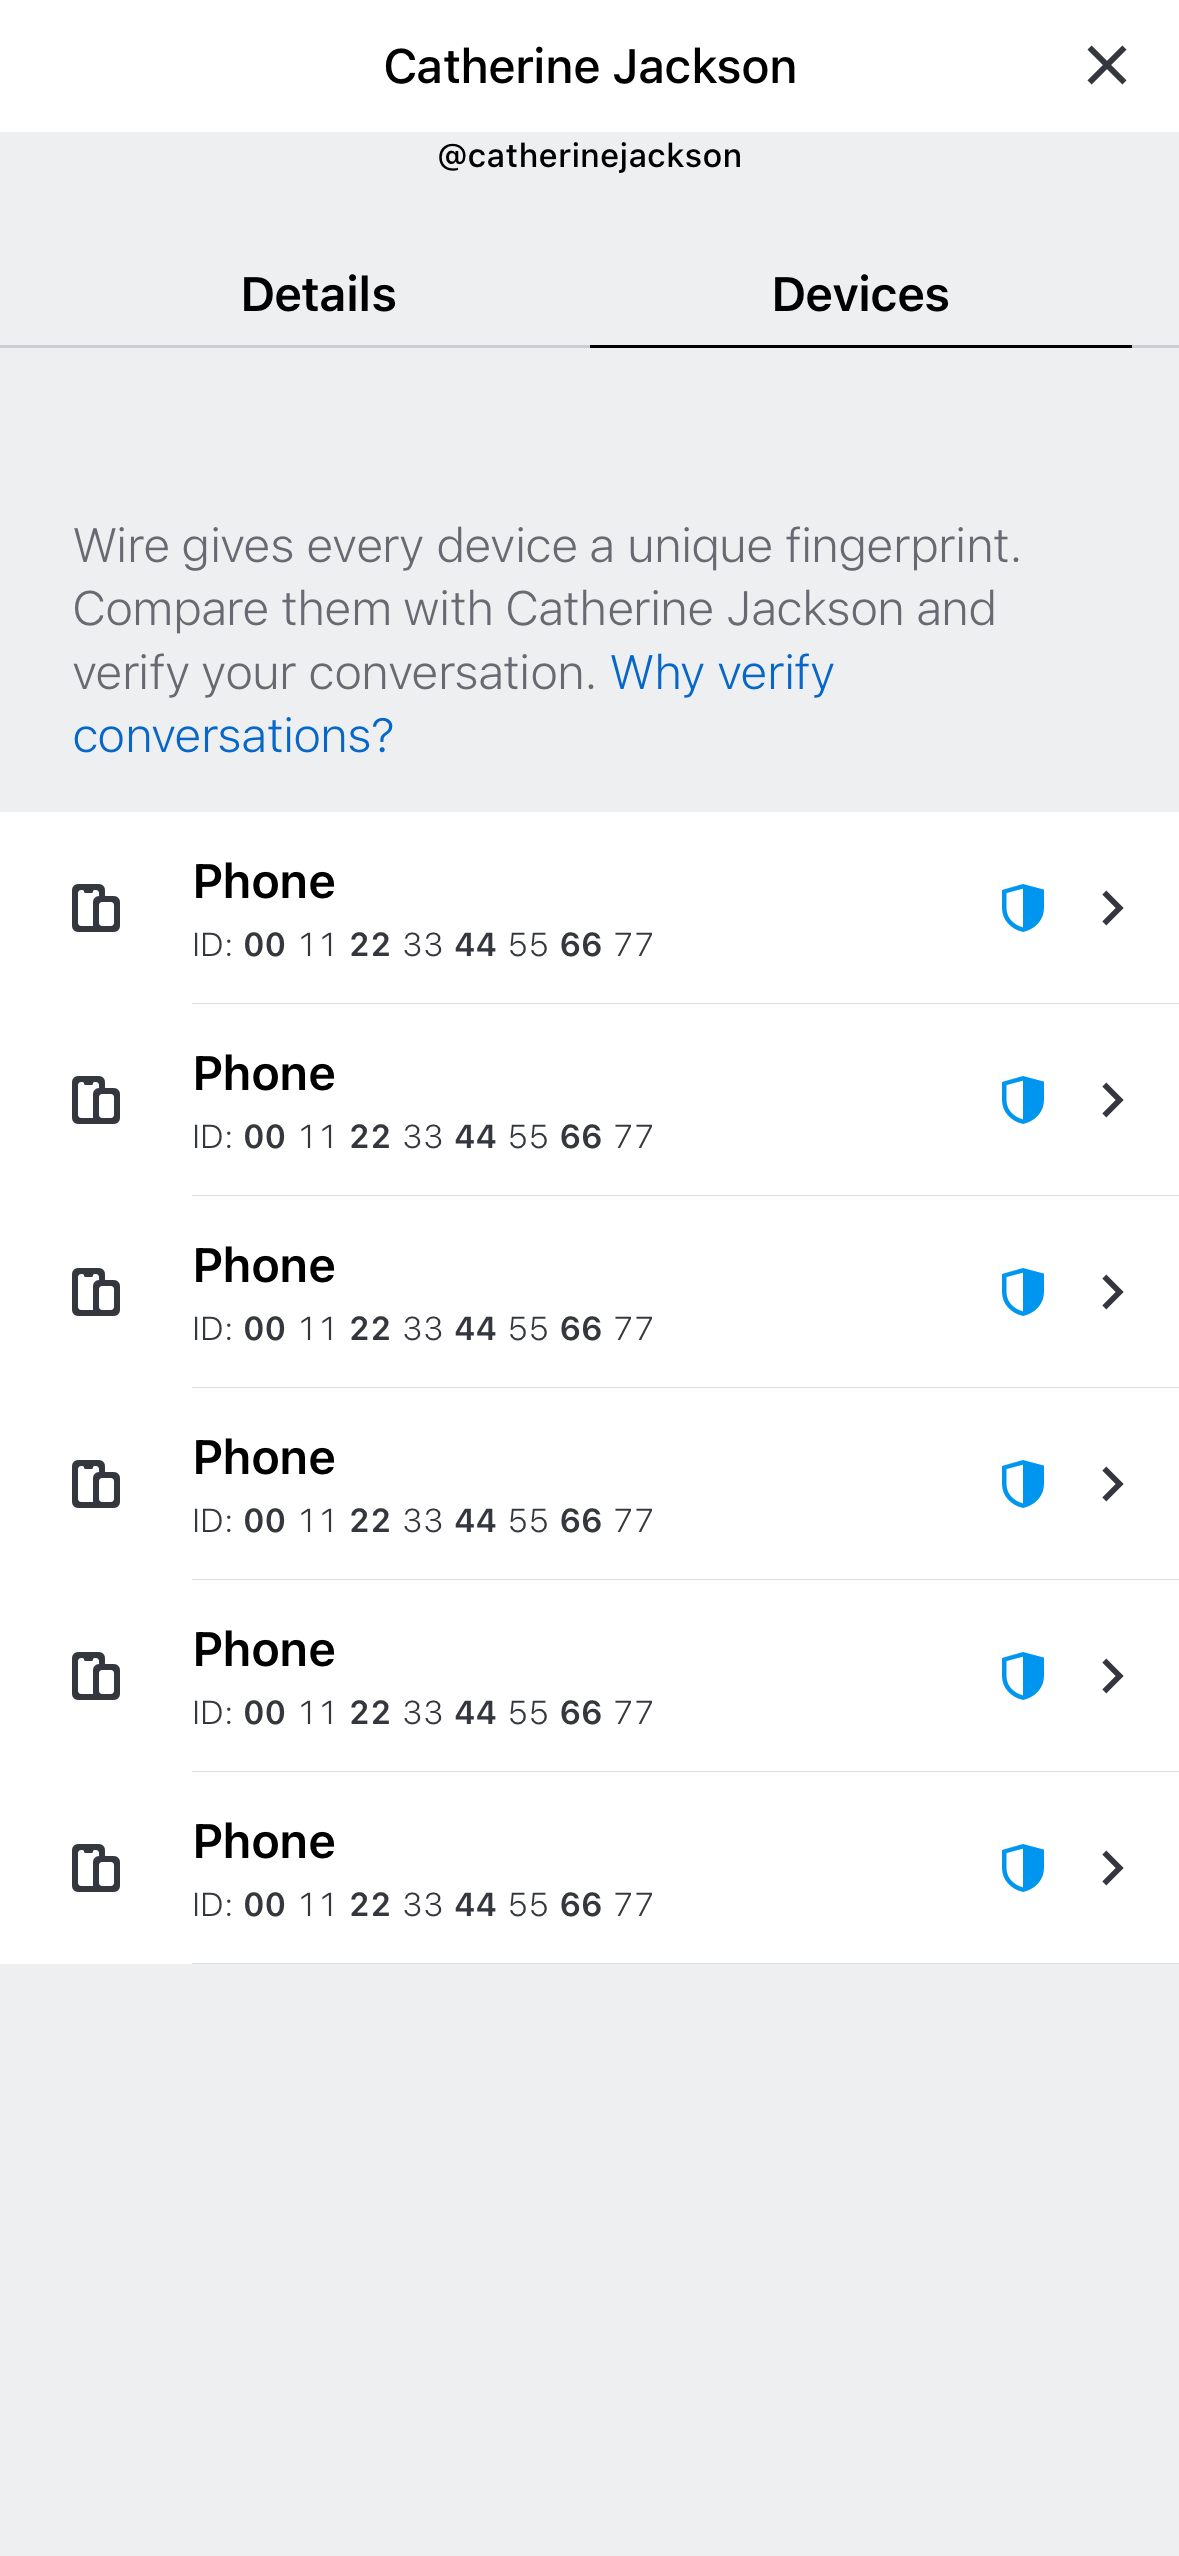 Catherine Jackson
@catherinejackson
Details
Devices
Wire gives every device a unique fingerprint.
Compare them with Catherine Jackson and
verify your conversation. Why verify
conversations?
Phone
ID: 00 11 22 33 44 55 66 77
Phone
ID: 00 11 22 33 44 55 66 77
Phone
ID: 00 11 22 33 44 55 66 77
Phone
ID: 00 11 22 33 44 55 66 77
Phone
ID: 00 11 22 33 44 55 66 77
Phone
ID: 00 11 22 33 44 55 66 77